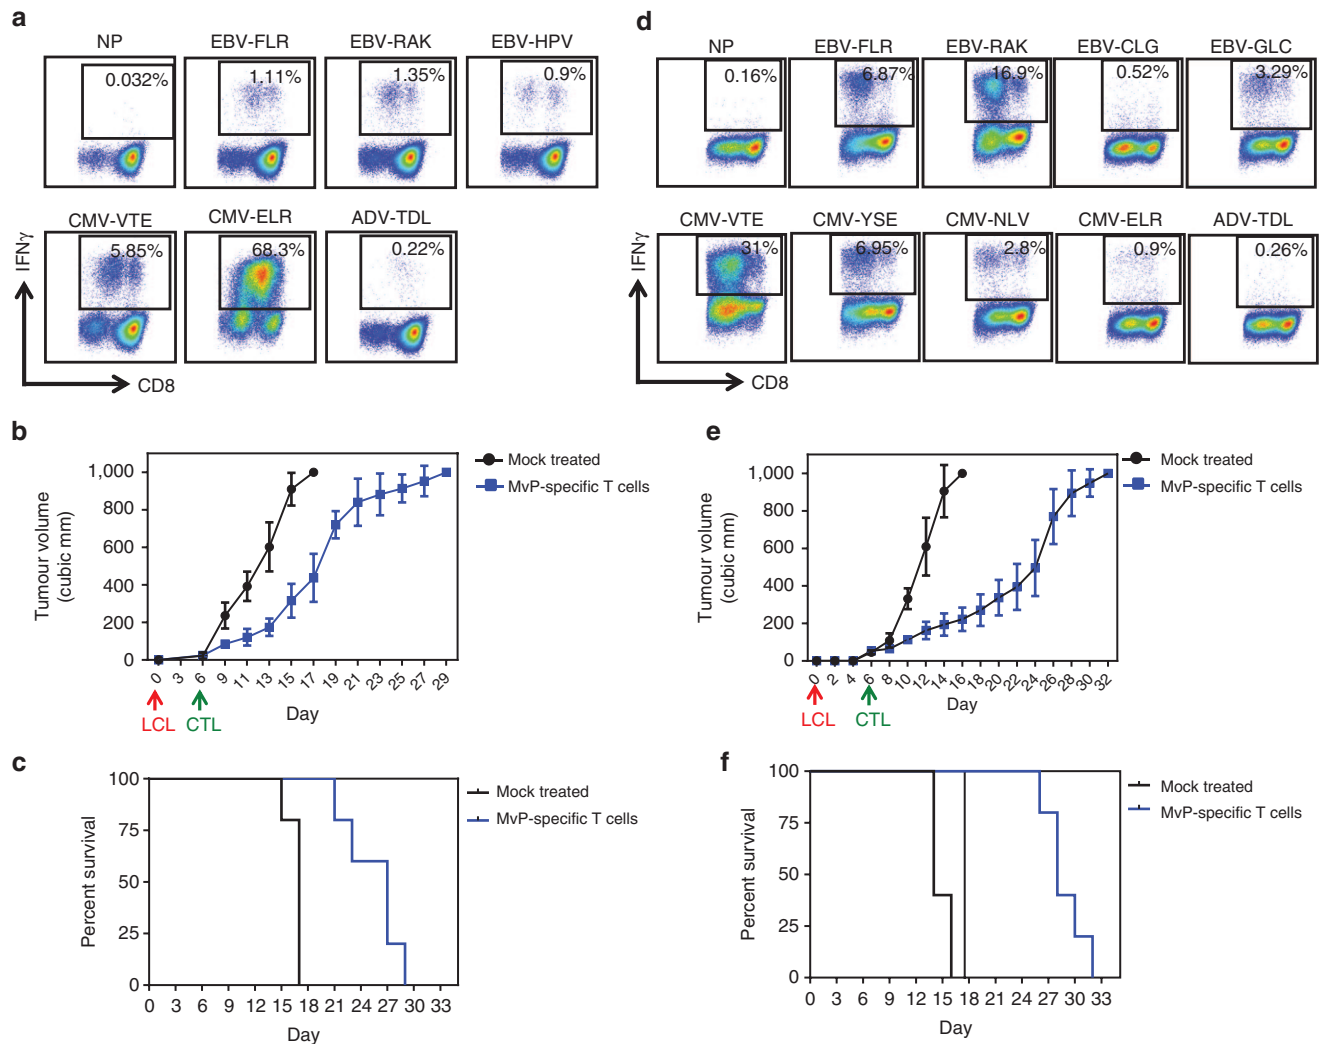 a
NP EBV-FLR EBV-RAK EBV-HPV
0.032% 1.11% 1.35% 0.9%
CMV-VTE CMV-ELR ADV-TDL
5.85% 68.3% 0.22%
IFNγ
CD8
d
NP EBV-FLR EBV-RAK EBV-CLG EBV-GLC
0.16% 6.87% 16.9% 0.52% 3.29%
CMV-VTE CMV-YSE CMV-NLV CMV-ELR ADV-TDL
31% 6.95% 2.8% 0.9% 0.26%
IFNγ
CD8
b
Tumour volume
(cubic mm)
1,000
800
600
400
200
0
0 3 6 9 11 13 15 17 19 21 23 25 27 29
Day
LCL CTL
Mock treated
MvP-specific T cells
e
Tumour volume
(cubic mm)
1,000
800
600
400
200
0
0 2 4 6 8 10 12 14 16 18 20 22 24 26 28 30 32
Day
LCL CTL
Mock treated
MvP-specific T cells
c
Percent survival
100
75
50
25
0
0 3 6 9 12 15 18 21 24 27 30 33
Day
Mock treated
MvP-specific T cells
f
Percent survival
100
75
50
25
0
0 3 6 9 12 15 18 21 24 27 30 33
Day
Mock treated
MvP-specific T cells